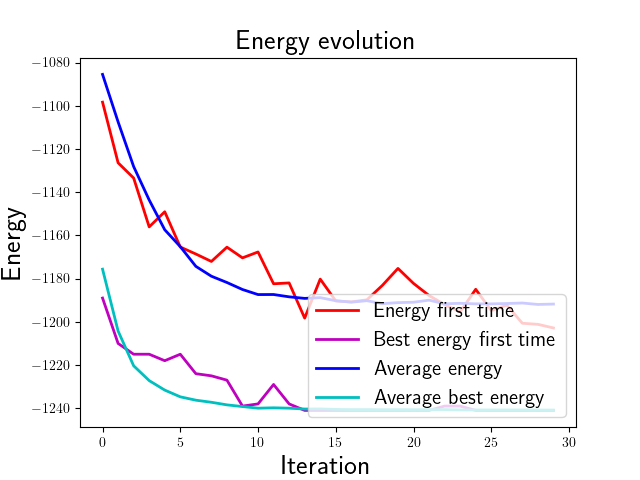 Energy evolution
−1080
−1100
−1120
−1140
−1160
−1180
−1200
−1220
−1240
Energy
0
5
10
15
20
25
30
Iteration
Energy first time
Best energy first time
Average energy
Average best energy